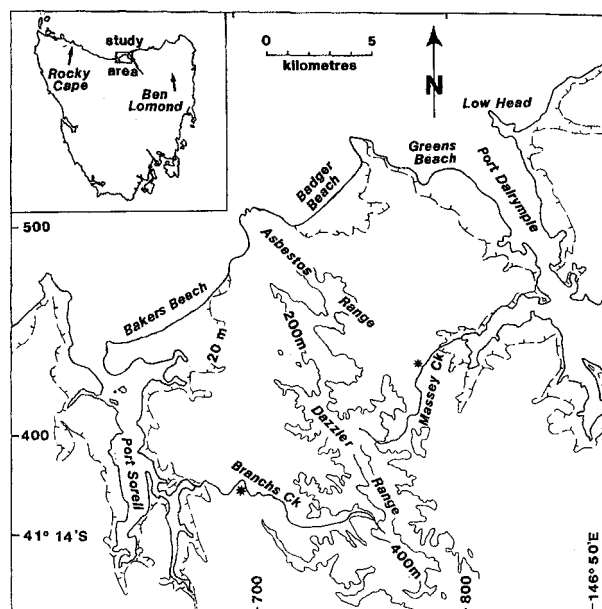 study
area
Rocky
Cape
Ben
Lomond
0 5
kilometres
N
Low Head
Greens
Beach
Port Dalrymple
Badger
Beach
500
Asbestos
Range
Bakers Beach
20 m
200m
Massey Ck
*
400
Dazzler
Range
Port Sorell
Branchs Ck
*
400m
41° 14'S
700
800
146° 50'E